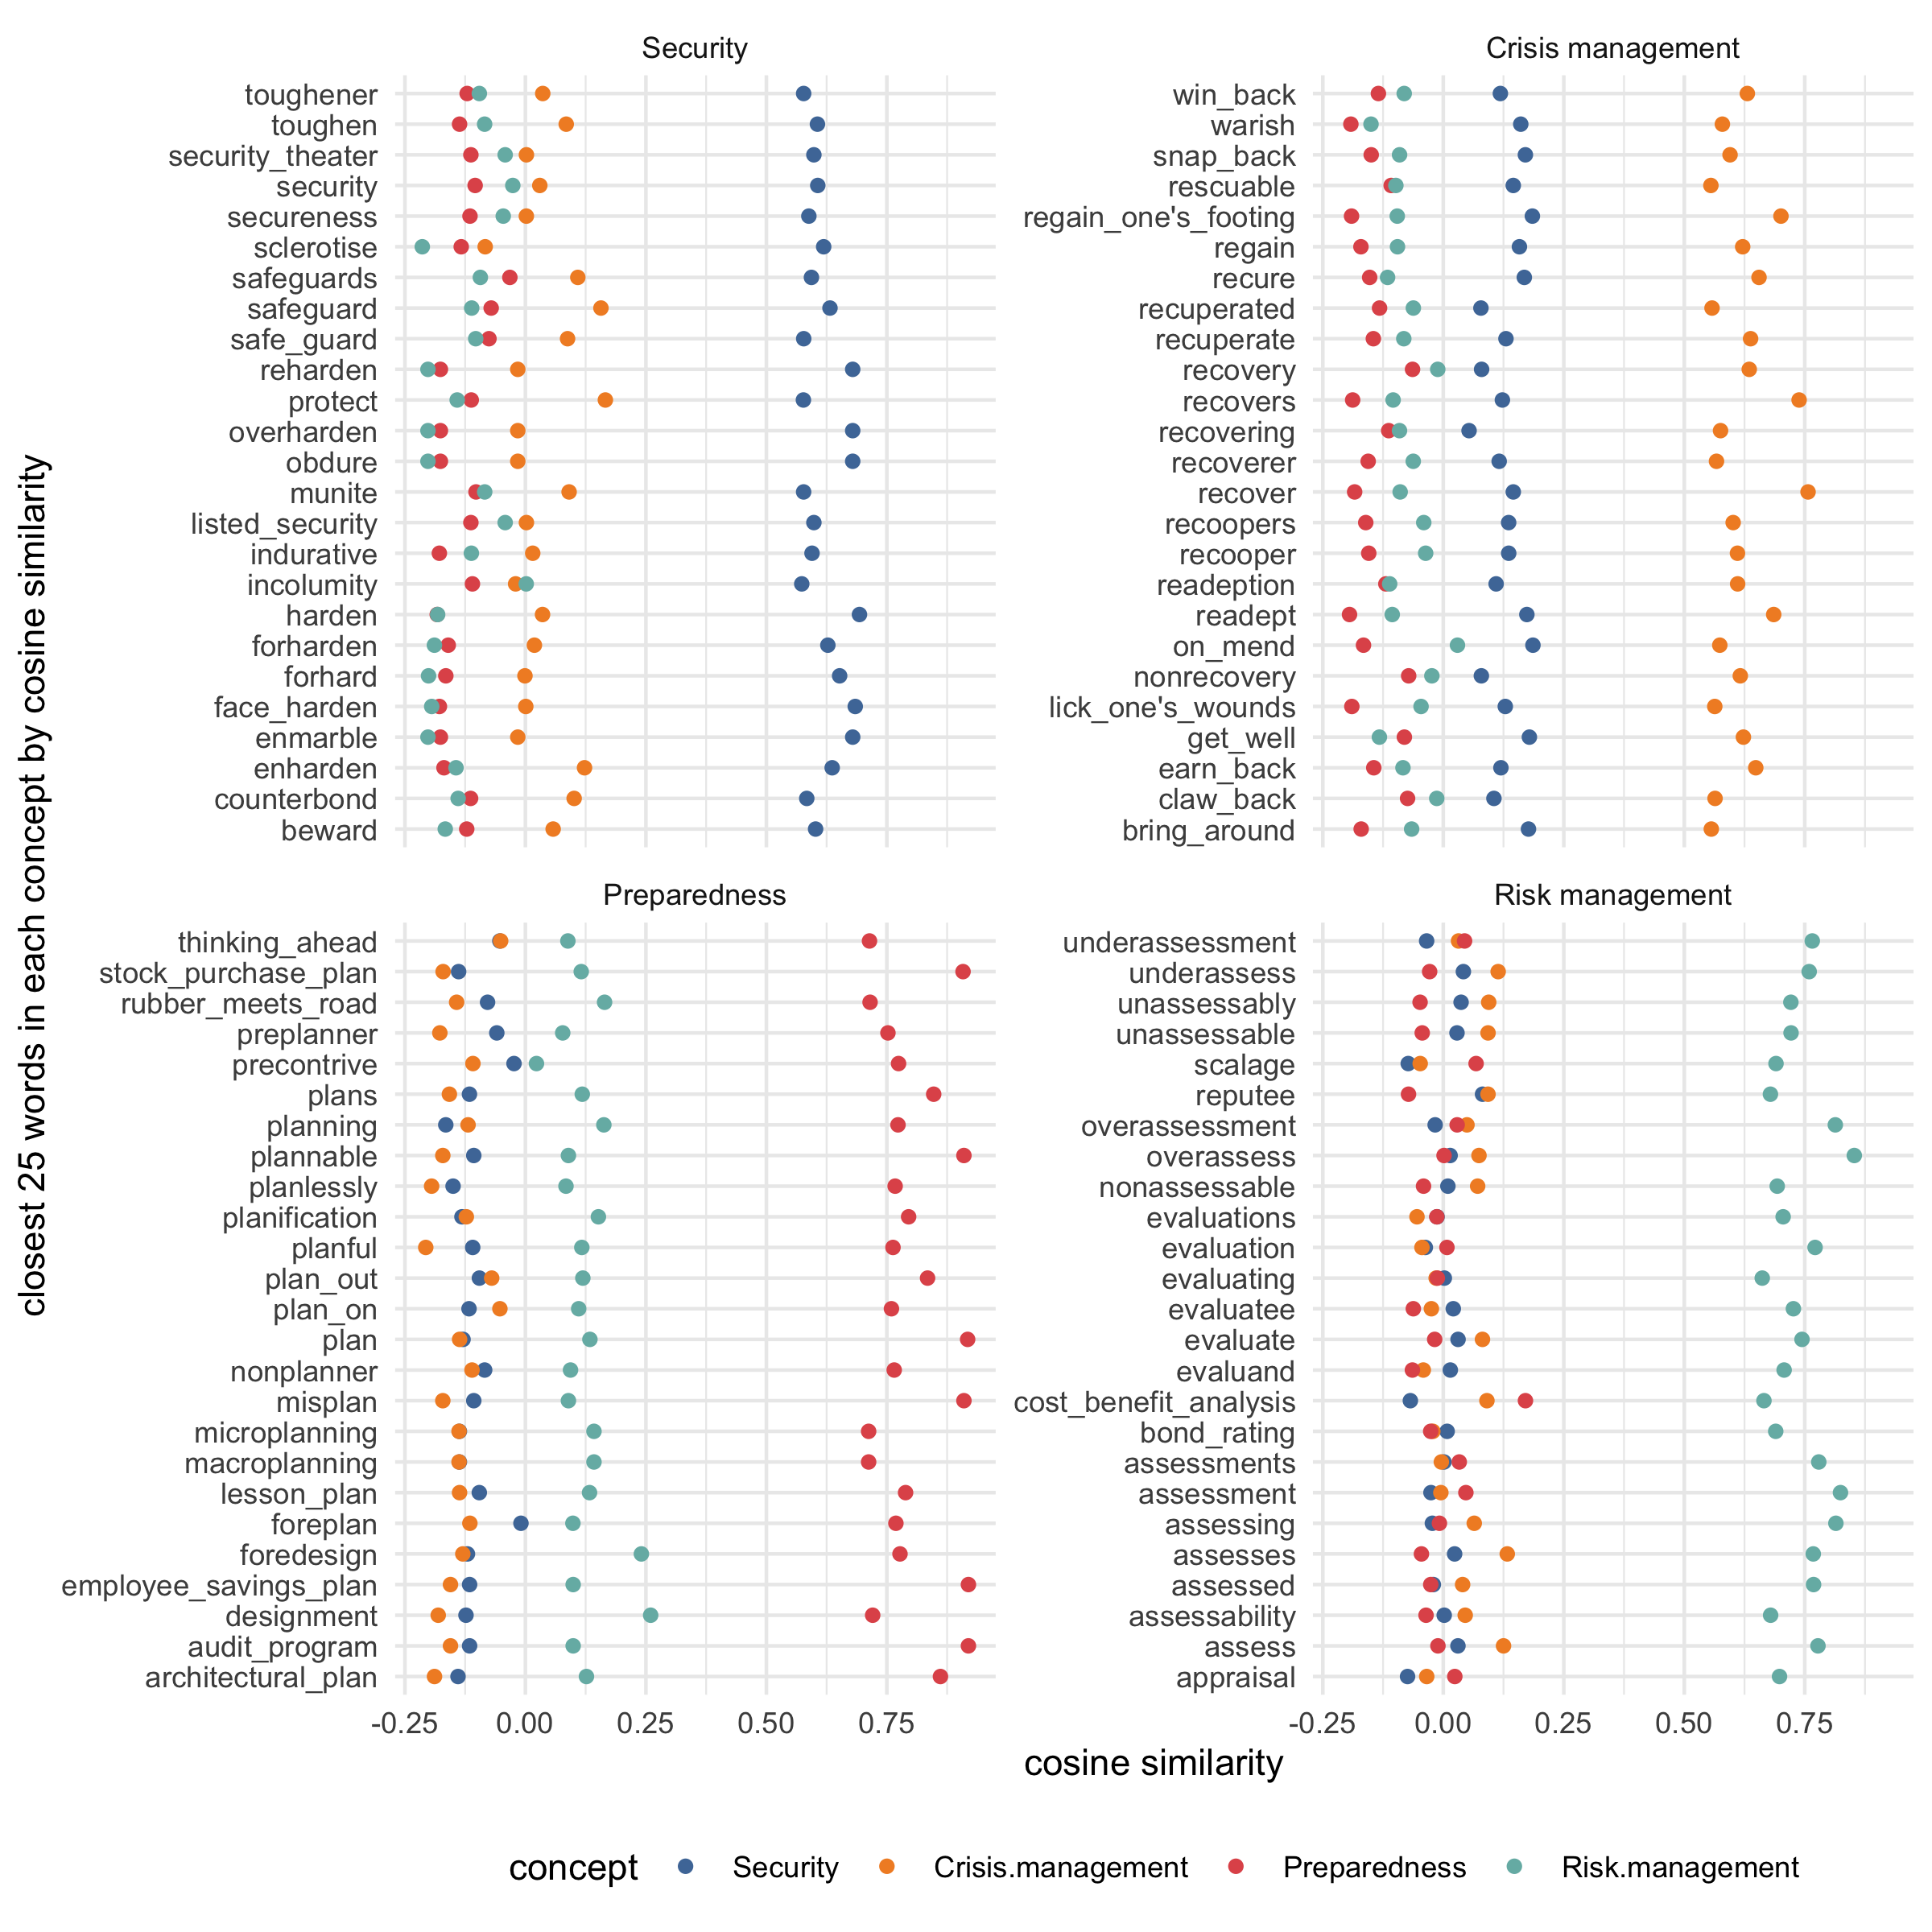 Security
toughener
toughen
security_theater
security
secureness
sclerotise
safeguards
safeguard
safe_guard
reharden
protect
overharden
obdure
munite
listed_security
indurative
incolumity
harden
forharden
forhard
face_harden
enmarble
enharden
counterbond
beward
Crisis management
win_back
warish
snap_back
rescuable
regain_one's_footing
regain
recure
recuperated
recuperate
recovery
recovers
recovering
recoverer
recover
recoopers
recooper
readeption
readept
on_mend
nonrecovery
lick_one's_wounds
get_well
earn_back
claw_back
bring_around
closest 25 words in each concept by cosine similarity
Preparedness
thinking_ahead
stock_purchase_plan
rubber_meets_road
preplanner
precontrive
plans
planning
plannable
planlessly
planification
planful
plan_out
plan_on
plan
nonplanner
misplan
microplanning
macroplanning
lesson_plan
foreplan
foredesign
employee_savings_plan
designment
audit_program
architectural_plan
-0.25 0.00 0.25 0.50 0.75
Risk management
underassessment
underassess
unassessably
unassessable
scalage
reputee
overassessment
overassess
nonassessable
evaluations
evaluation
evaluating
evaluatee
evaluate
evaluand
cost_benefit_analysis
bond_rating
assessments
assessment
assessing
assesses
assessed
assessability
assess
appraisal
-0.25 0.00 0.25 0.50 0.75
cosine similarity
concept Security Crisis.management Preparedness Risk.management